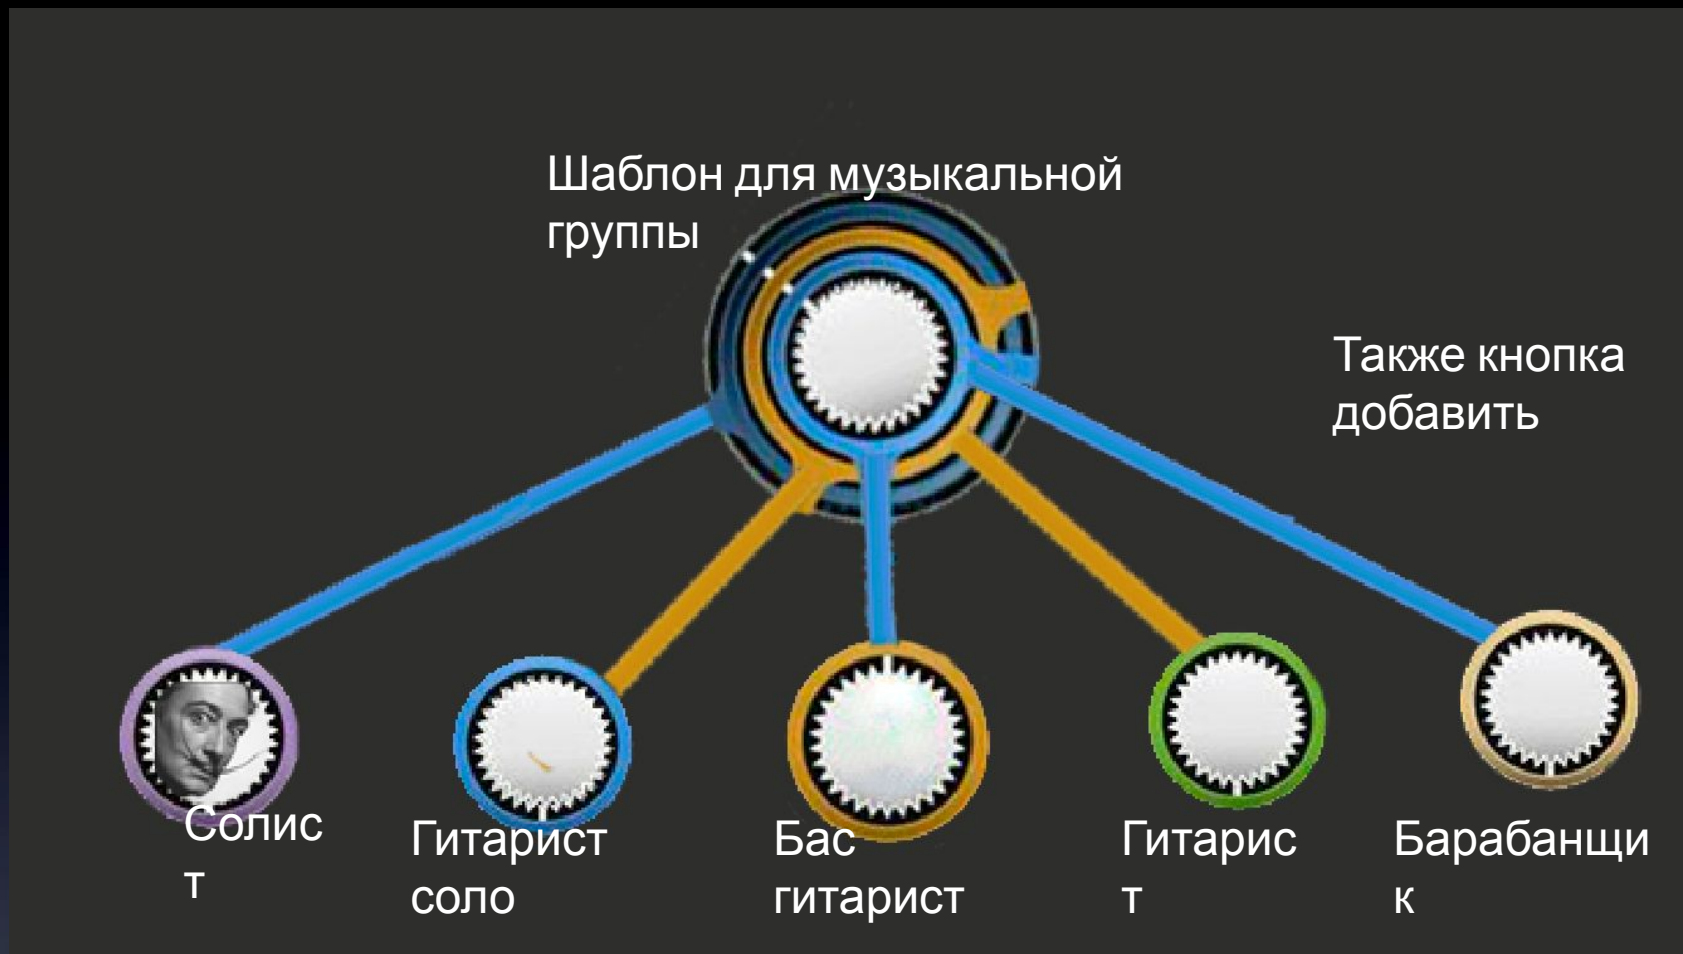 Шаблон для музыкальной
группы
Также кнопка
добавить
Солис
т
Гитарист
соло
Бас
гитарист
Гитарис
т
Барабанщи
к